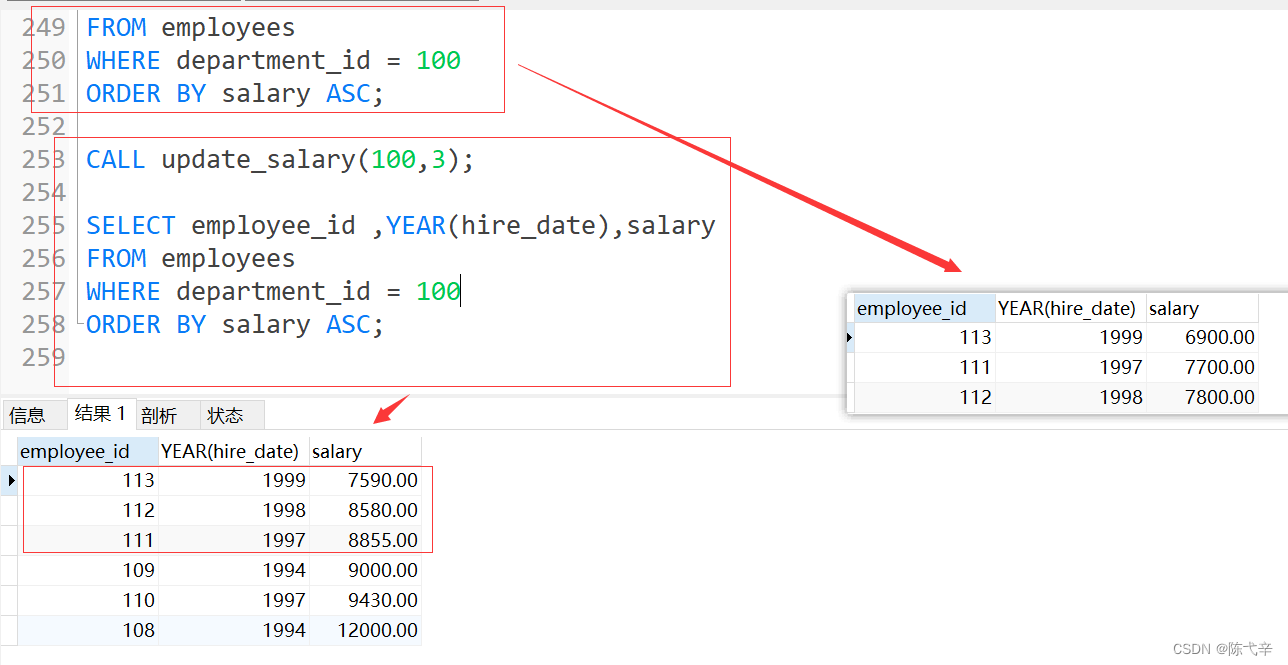 249 FROM employees
250 WHERE department_id = 100
251 ORDER BY salary ASC;
252
253 CALL update_salary(100,3);
254
255 SELECT employee_id ,YEAR(hire_date),salary
256 FROM employees
257 WHERE department_id = 100
258 ORDER BY salary ASC;
259
employee_id YEAR(hire_date) salary
113 1999 6900.00
111 1997 7700.00
112 1998 7800.00
信息 结果 1 剖析 状态
employee_id YEAR(hire_date) salary
113 1999 7590.00
112 1998 8580.00
111 1997 8855.00
109 1994 9000.00
110 1997 9430.00
108 1994 12000.00
CSDN @陈弋辛